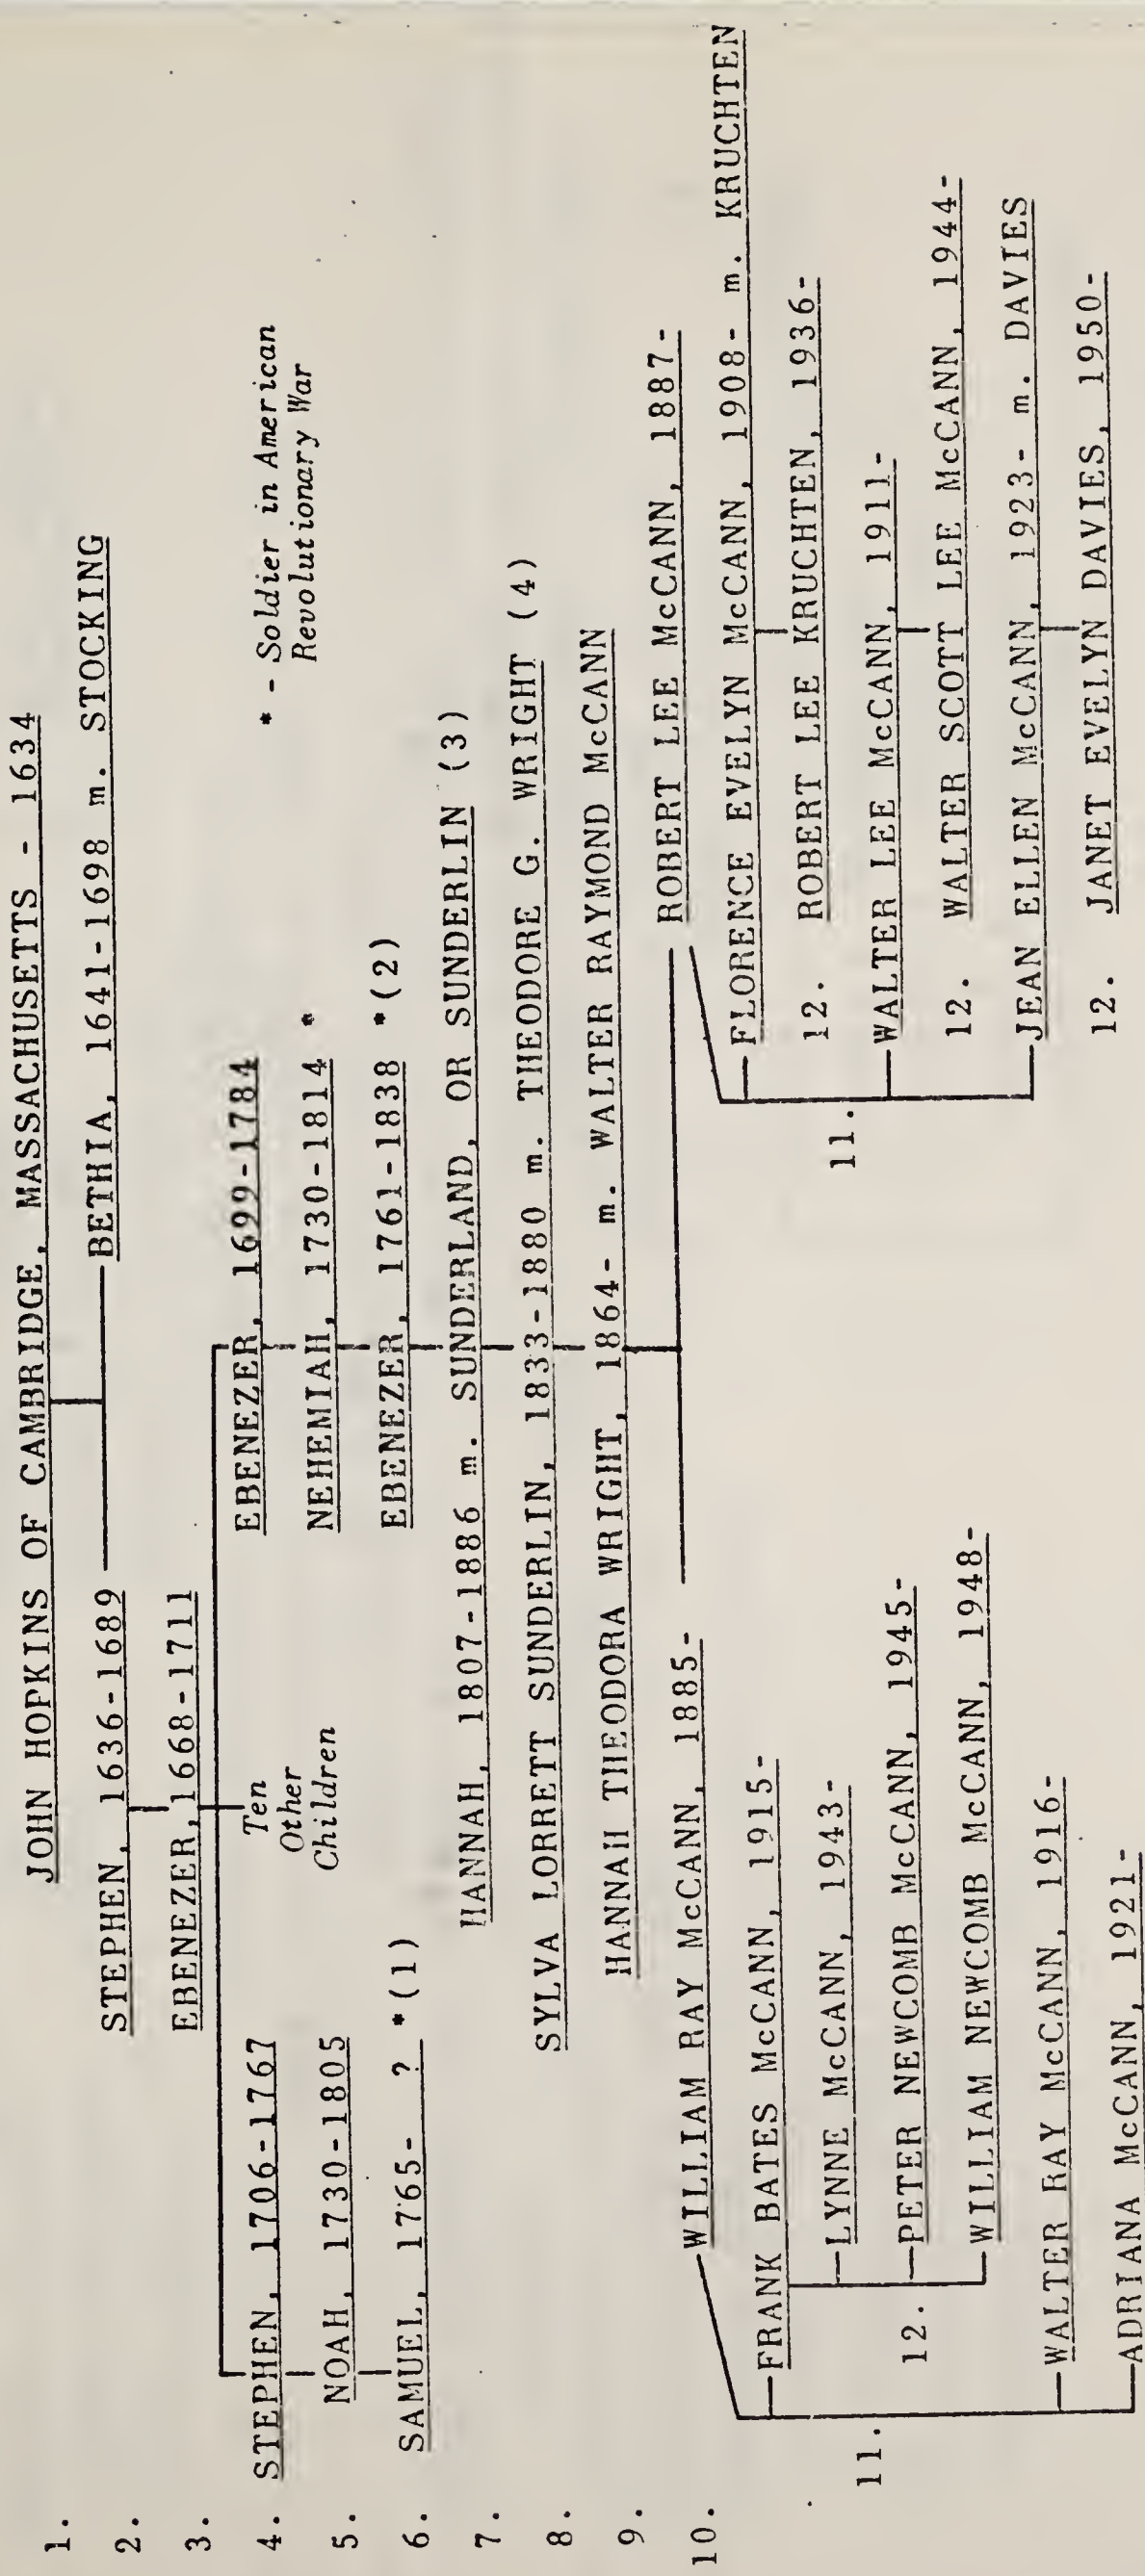 1. JOHN HOPKINS OF CAMBRIDGE, MASSACHUSETTS - 1634
2. STEPHEN, 1636-1689 BETHIA, 1641-1698 m. STOCKING
3. EBENEZER, 1668-1711
4. STEPHEN, 1706-1767 Ten EBENEZER, 1699-1784 * - Soldier in American
Other Revolutionary War
5. NOAH, 1730-1805 Children NEHEMIAH, 1730-1814 *
6. SAMUEL, 1765- ? *(1) EBENEZER, 1761-1838 *(2)
7. HANNAH, 1807-1886 m. SUNDERLAND, OR SUNDERLIN (3)
8. SYLVA LORRETT SUNDERLIN, 1833-1880 m. THEODORE G. WRIGHT (4)
9. HANNAH THEODORA WRIGHT, 1864- m. WALTER RAYMOND McCANN
10. WILLIAM RAY McCANN, 1885- ROBERT LEE McCANN, 1887-
11.
FRANK BATES McCANN, 1915-
12.
LYNNE McCANN, 1943-
PETER NEWCOMB McCANN, 1945-
WILLIAM NEWCOMB McCANN, 1948-
WALTER RAY McCANN, 1916-
ADRIANA McCANN, 1921-
11.
FLORENCE EVELYN McCANN, 1908- m. KRUCHTEN
12. ROBERT LEE KRUCHTEN, 1936-
WALTER LEE McCANN, 1911-
12. WALTER SCOTT LEE McCANN, 1944-
JEAN ELLEN McCANN, 1923- m. DAVIES
12. JANET EVELYN DAVIES, 1950-